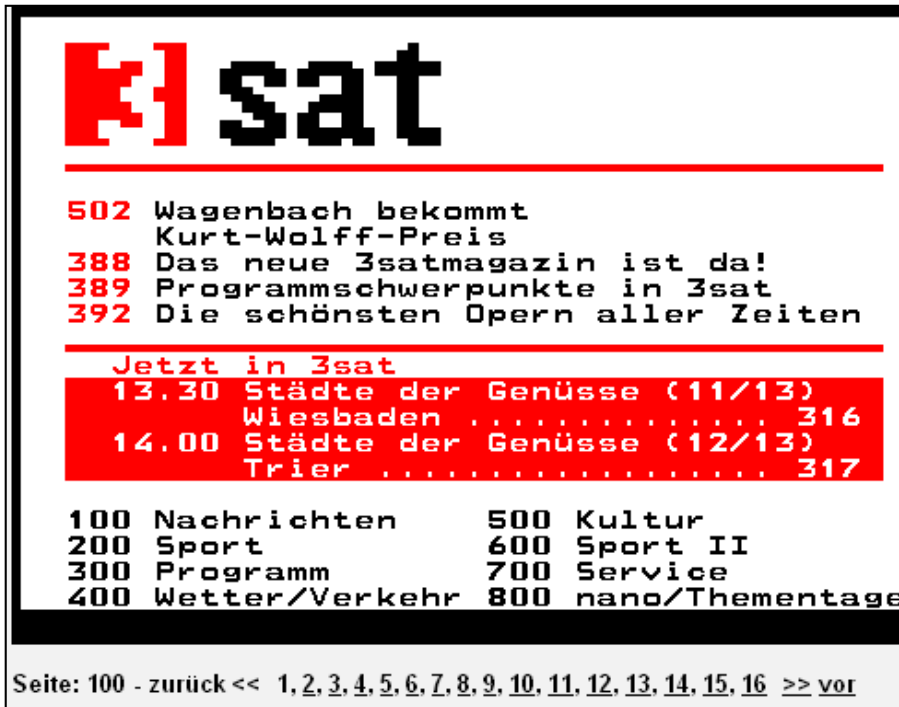 3sat
502 Wagenbach bekommt
Kurt-Wolff-Preis
388 Das neue 3satmagazin ist da!
389 Programmschwerpunkte in 3sat
392 Die schönsten Opern aller Zeiten
Jetzt in 3sat
13.30 Städte der Genüsse (11/13)
Wiesbaden .............. 316
14.00 Städte der Genüsse (12/13)
Trier .................. 317
100 Nachrichten 500 Kultur
200 Sport 600 Sport II
300 Programm 700 Service
400 Wetter/Verkehr 800 nano/Thementage
Seite: 100 - zurück << 1, 2, 3, 4, 5, 6, 7, 8, 9, 10, 11, 12, 13, 14, 15, 16 >> vor